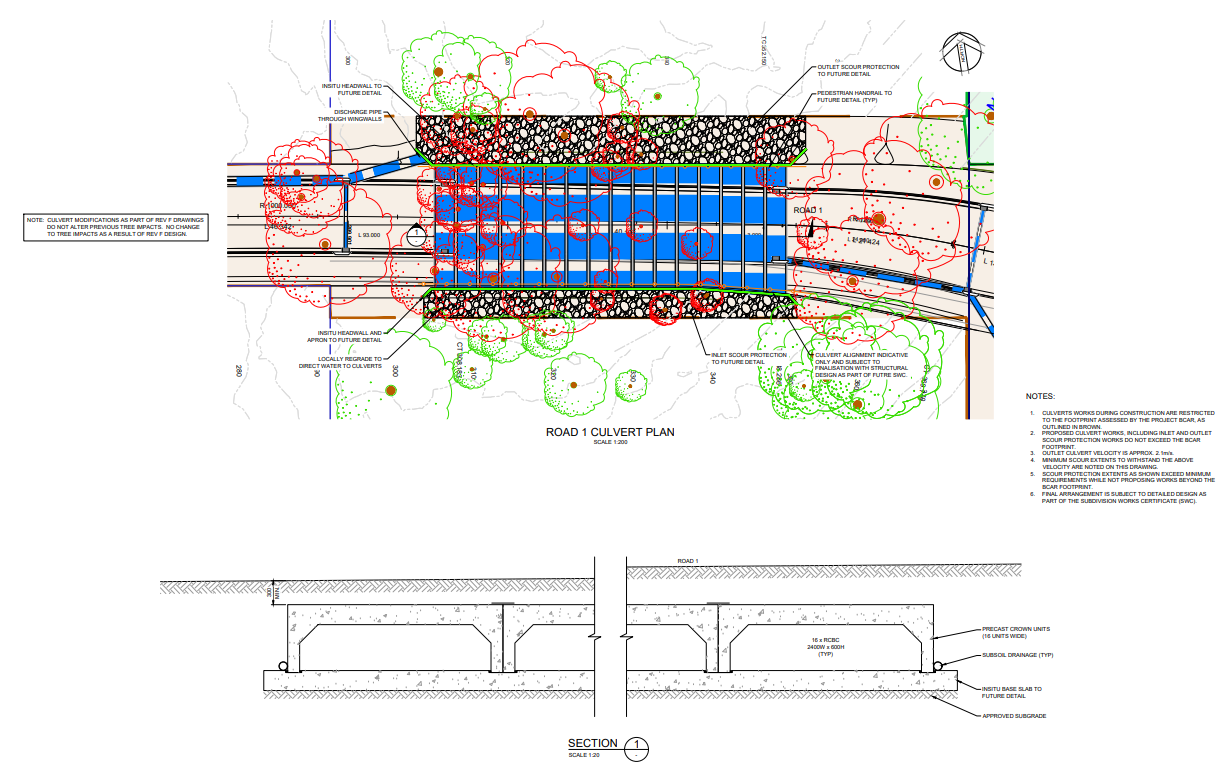 OUTLET SCOUR PROTECTION
TO FUTURE DETAIL
INSITU HEADWALL TO
FUTURE DETAIL
PEDESTRIAN HANDRAIL TO
FUTURE DETAIL (TYP)
DISCHARGE PIPE
THROUGH WINGWALLS
300
320
330
NOTE: CULVERT MODIFICATIONS AS PART OF REV F DRAWINGS
DO NOT ALTER PREVIOUS TREE IMPACTS. NO CHANGE
TO TREE IMPACTS AS A RESULT OF REV F DESIGN.
ROAD 1
L 93.000
1
INSITU HEADWALL AND
APRON TO FUTURE DETAIL
LOCALLY REGRADE TO
DIRECT WATER TO CULVERTS
INLET SCOUR PROTECTION
TO FUTURE DETAIL
CULVERT ALIGNMENT INDICATIVE
ONLY AND SUBJECT TO
FINALISATION WITH STRUCTURAL
DESIGN AS PART OF FUTRE SWC.
280
300
310
330
340
ROAD 1 CULVERT PLAN
SCALE 1:200
NOTES:
1. CULVERTS WORKS DURING CONSTRUCTION ARE RESTRICTED
TO THE FOOTPRINT ASSESSED BY THE PROJECT BCAR, AS
OUTLINED IN BROWN.
2. PROPOSED CULVERT WORKS, INCLUDING INLET AND OUTLET
SCOUR PROTECTION WORKS DO NOT EXCEED THE BCAR
FOOTPRINT.
3. OUTLET CULVERT VELOCITY IS APPROX. 2.1m/s.
4. MINIMUM SCOUR EXTENTS TO WITHSTAND THE ABOVE
VELOCITY ARE NOTED ON THIS DRAWING.
5. SCOUR PROTECTION EXTENTS AS SHOWN EXCEED MINIMUM
REQUIREMENTS WHILE NOT PROPOSING WORKS BEYOND THE
BCAR FOOTPRINT.
6. FINAL ARRANGEMENT IS SUBJECT TO DETAILED DESIGN AS
PART OF THE SUBDIVISION WORKS CERTIFICATE (SWC).
ROAD 1
300
MIN
16 x RCBC
2400W x 600H
(TYP)
PRECAST CROWN UNITS
(16 UNITS WIDE)
SUBSOIL DRAINAGE (TYP)
INSITU BASE SLAB TO
FUTURE DETAIL
APPROVED SUBGRADE
SECTION 1
SCALE 1:20 -